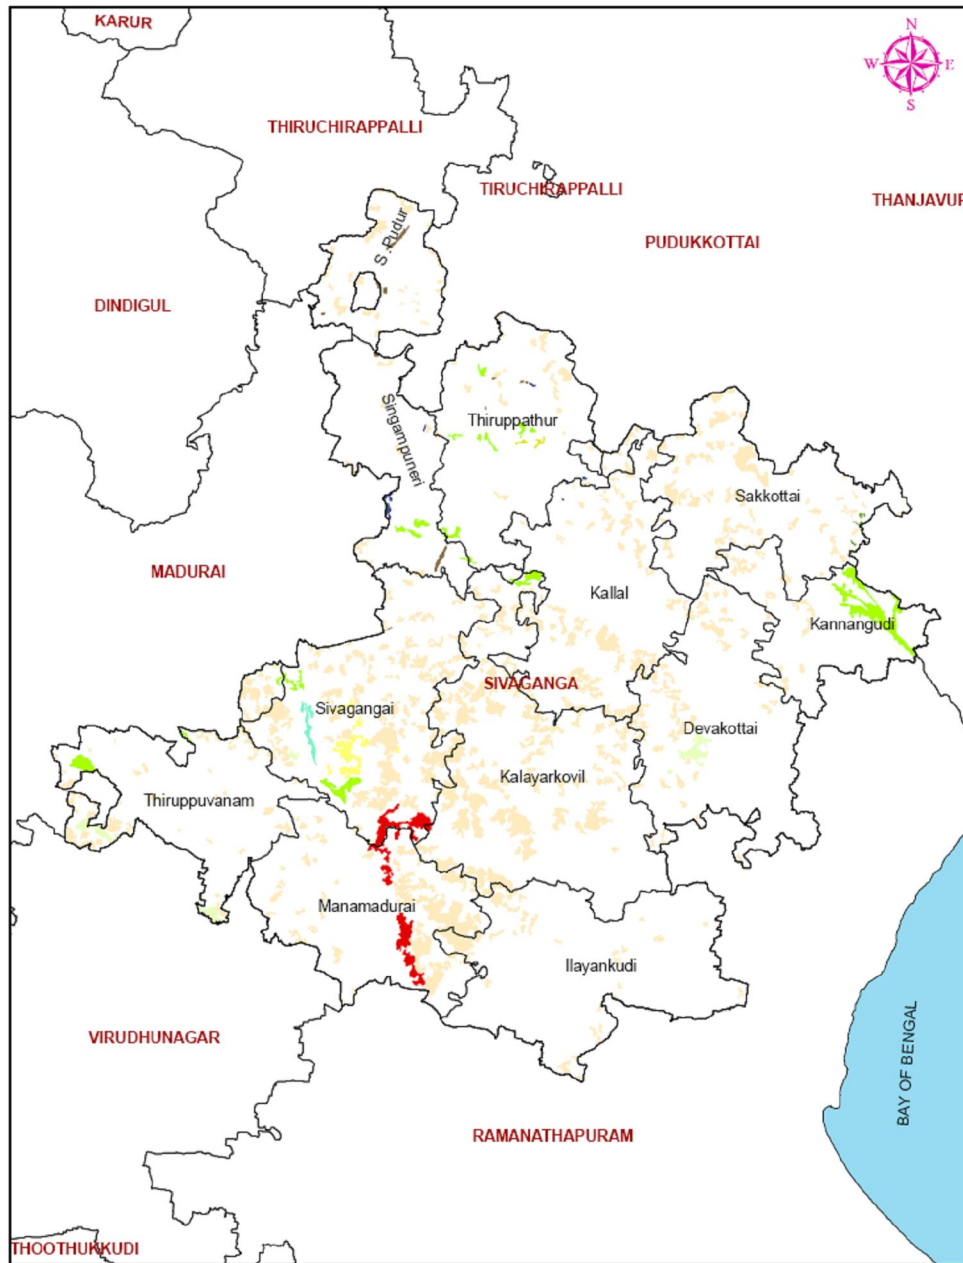 KARUR
N
W E
S
THIRUCHIRAPPALLI
TIRUCHIRAPPALLI
THANJAVUR
S .Pudur
PUDUKKOTTAI
DINDIGUL
Singampuneri
Thiruppathur
Sakkottai
MADURAI
Kallal
Kannangudi
SIVAGANGA
Sivagangai
Devakottai
Kalayarkovil
Thiruppuvanam
Manamadurai
Ilayankudi
VIRUDHUNAGAR
BAY OF BENGAL
RAMANATHAPURAM
THOOTHUKKUDI